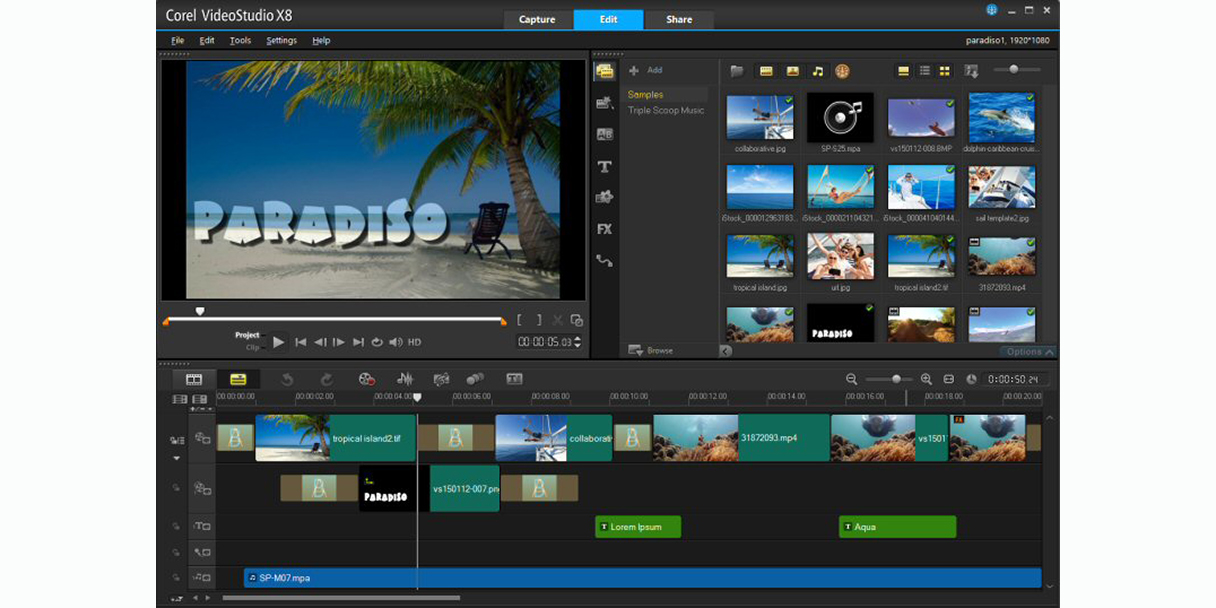 Corel VideoStudio X8
Capture
Edit
Share
File Edit Tools Settings Help
paradiso1, 1920*1080
PARADISO
Add
Samples
Triple Scoop Music
collaborative.jpg
SP-S25.mpa
vs150112-008.BMP
dolphin-caribbean-cruise...
iStock_000012963183...
iStock_000021104321...
iStock_000041040144...
sail template2.jpg
tropical island.jpg
url.jpg
tropical island2.tif
31872093.mp4
PARADISO
Browse
Options
Project
Clip
HD
00:00:05.03
0:00:50.24
00:00:00.00 00:00:02.00 00:00:04.00 00:00:06.00 00:00:08.00 00:00:10.00 00:00:12.00 00:00:14.00 00:00:16.00 00:00:18.00 00:00:20.00
tropical island2.tif
collaborati
31872093.mp4
vs1501
FX
PARADISO
vs150112-007.pn
Lorem Ipsum
Aqua
SP-M07.mpa